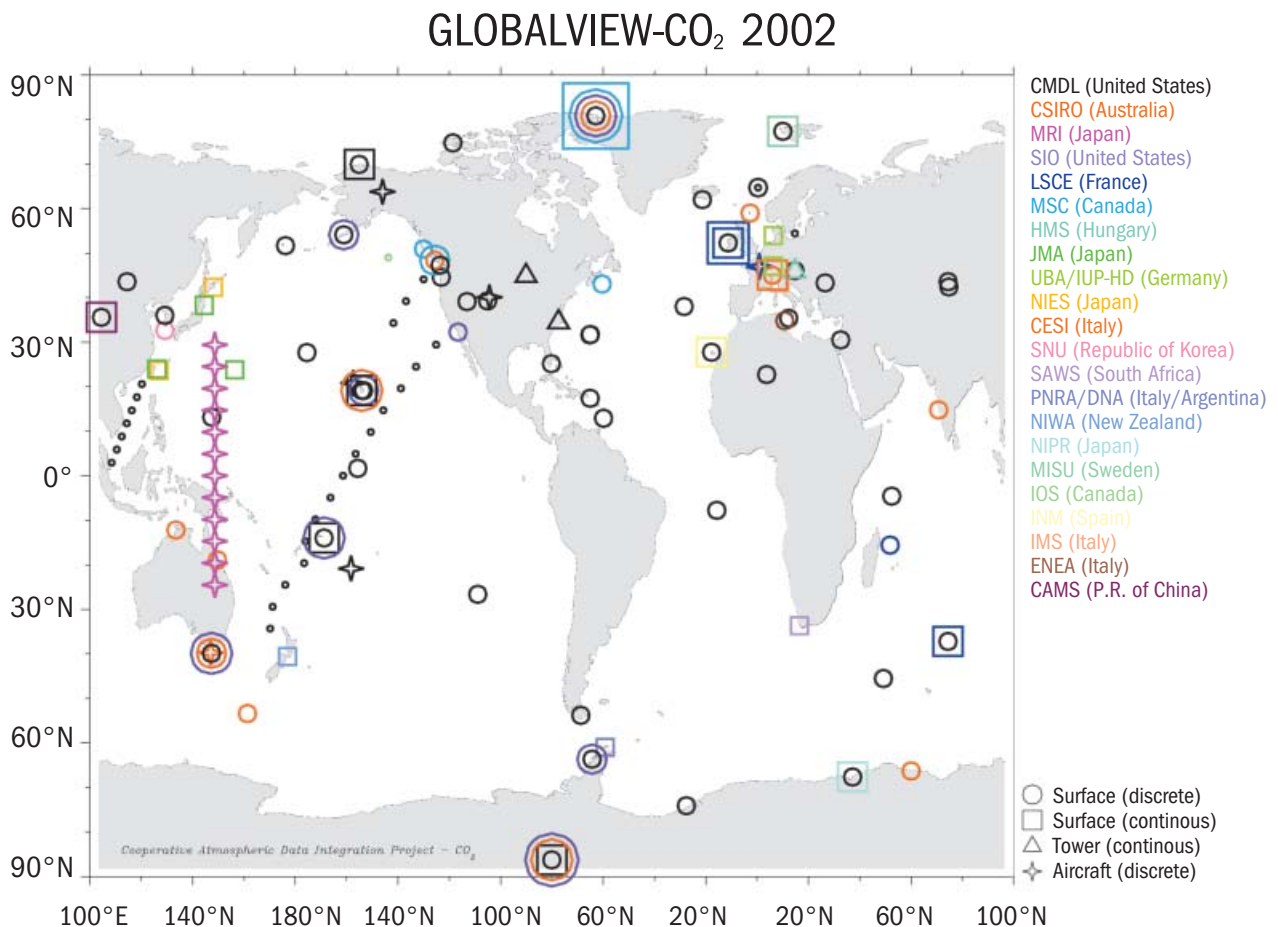 GLOBALVIEW-CO₂ 2002
90°N
60°N
30°N
0°
30°N
60°N
90°N
100°E
140°N
180°N
140°N
100°N
60°N
20°N
20°N
60°N
100°N
CMDL (United States)
CSIRO (Australia)
MRI (Japan)
SIO (United States)
LSCE (France)
MSC (Canada)
HMS (Hungary)
JMA (Japan)
UBA/IUP-HD (Germany)
NIES (Japan)
CESI (Italy)
SNU (Republic of Korea)
SAWS (South Africa)
PNRA/DNA (Italy/Argentina)
NIWA (New Zealand)
NIPR (Japan)
MISU (Sweden)
IOS (Canada)
INM (Spain)
IMS (Italy)
ENEA (Italy)
CAMS (P.R. of China)
Surface (discrete)
Surface (continous)
Tower (continous)
Aircraft (discrete)
Cooperative Atmospheric Data Integration Project - CO₂